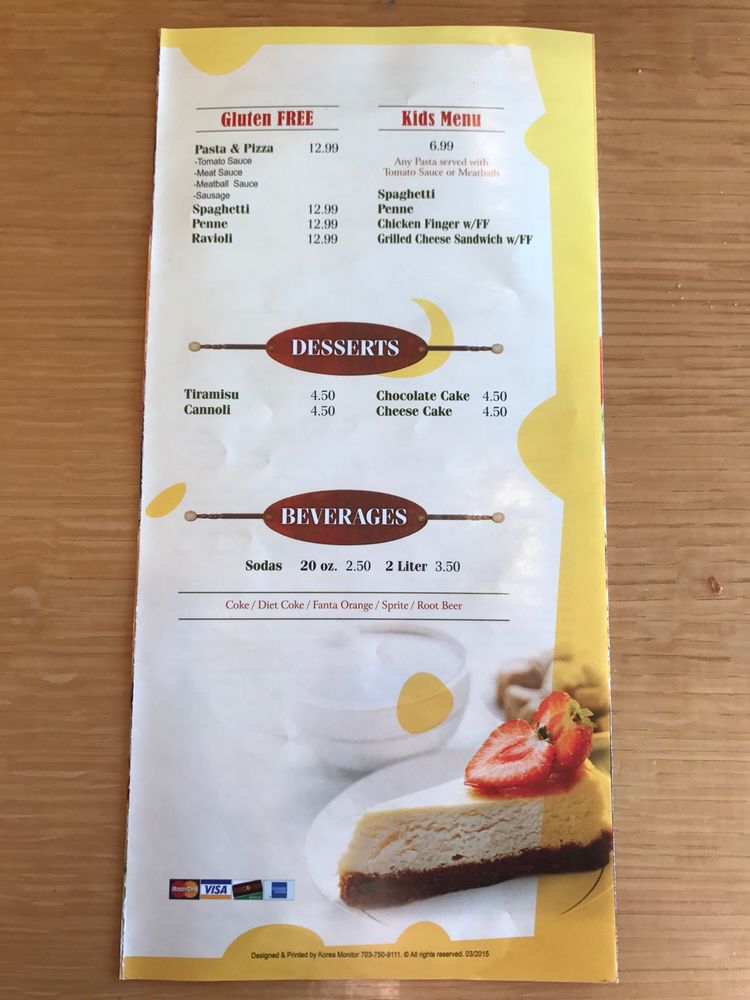 Gluten FREE
Pasta & Pizza 12.99
-Tomato Sauce
-Meat Sauce
-Meatball Sauce
-Sausage
Spaghetti 12.99
Penne 12.99
Ravioli 12.99
Kids Menu
6.99
Any Pasta served with
Tomato Sauce or Meatballs
Spaghetti
Penne
Chicken Finger w/FF
Grilled Cheese Sandwich w/FF
DESSERTS
Tiramisu 4.50
Cannoli 4.50
Chocolate Cake 4.50
Cheese Cake 4.50
BEVERAGES
Sodas 20 oz. 2.50 2 Liter 3.50
Coke / Diet Coke / Fanta Orange / Sprite / Root Beer
MasterCard VISA DISCOVER
Designed & Printed by Korea Monitor 703-750-9111. © All rights reserved. 03/2015